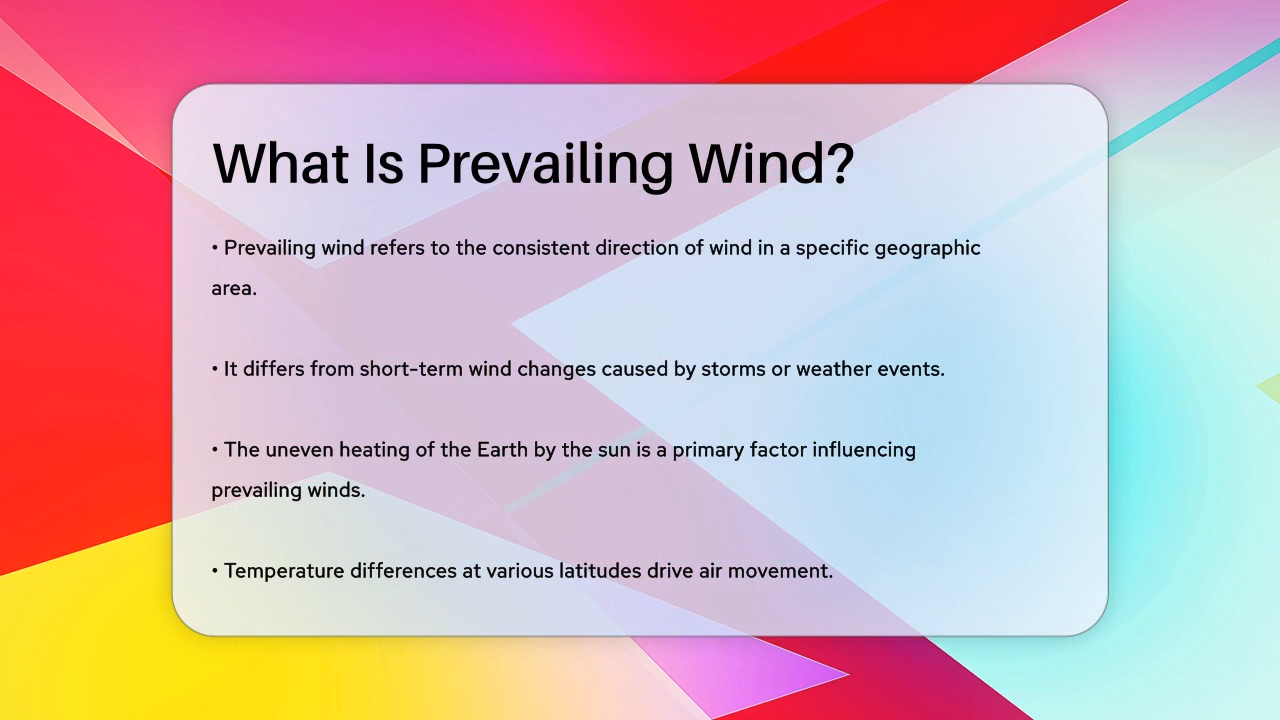 What Is Prevailing Wind?
• Prevailing wind refers to the consistent direction of wind in a specific geographic
area.
• It differs from short-term wind changes caused by storms or weather events.
• The uneven heating of the Earth by the sun is a primary factor influencing
prevailing winds.
• Temperature differences at various latitudes drive air movement.